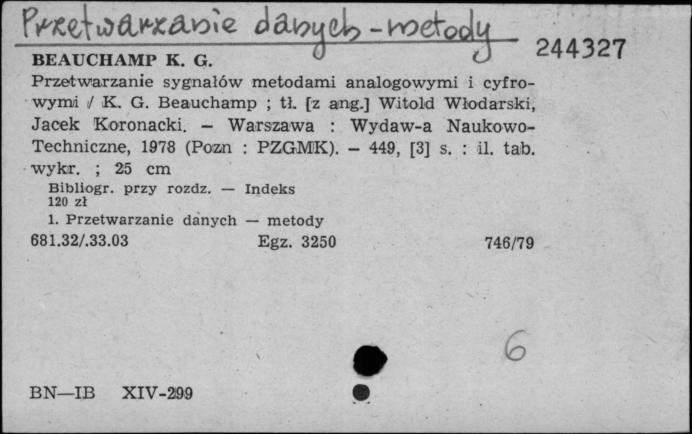 Przetwarzanie danych - metody
244327
BEAUCHAMP K. G.
Przetwarzanie sygnałów metodami analogowymi i cyfro-
wymi / K. G. Beauchamp ; tł. [z ang.] Witold Włodarski,
Jacek Koronacki. — Warszawa : Wydaw-a Naukowo-
Techniczne, 1978 (Pozn : PZGMK). — 449, [3] s. : il. tab.
wykr. ; 25 cm
Bibliogr. przy rozdz. — Indeks
120 zł
1. Przetwarzanie danych — metody
681.32/.33.03 Egz. 3250 746/79
6
BN—IB XIV-299